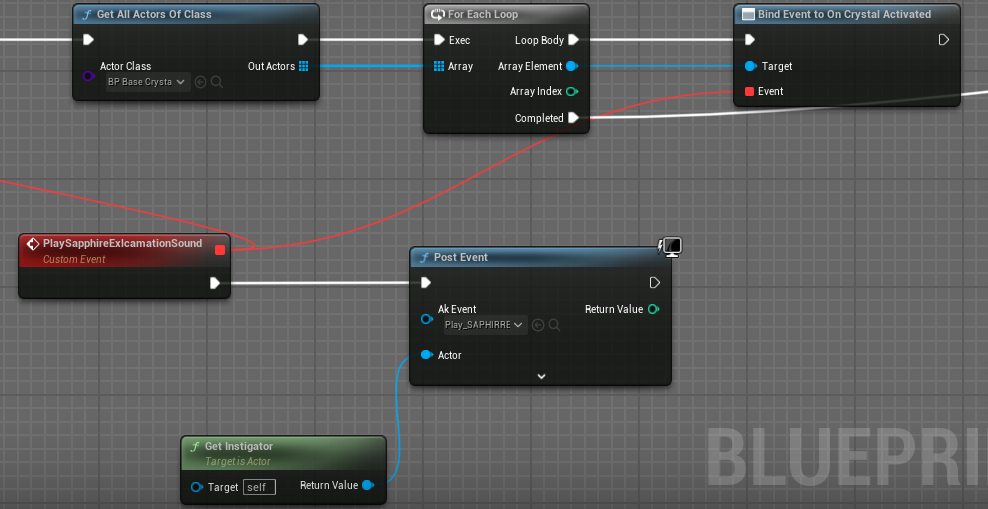 Get All Actors Of Class
Actor Class
Out Actors
BP Base Crysta
For Each Loop
Exec
Loop Body
Array
Array Element
Array Index
Completed
Bind Event to On Crystal Activated
Target
Event
PlaySapphireExlcamationSound
Custom Event
Post Event
Ak Event
Return Value
Play_SAPHIRRE
Actor
Get Instigator
Target is Actor
Target
self
Return Value
BLUEPRI